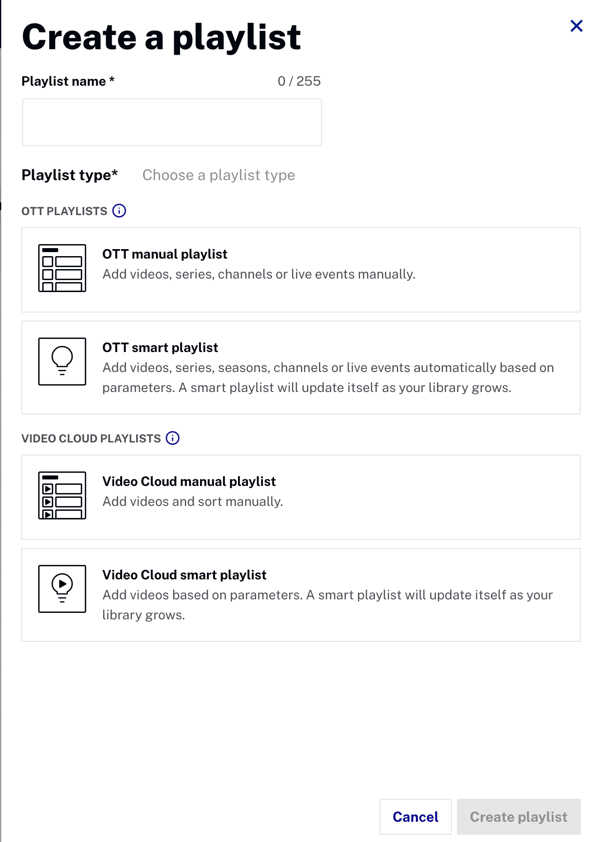 Create a playlist
Playlist name *
0 / 255
Playlist type*
Choose a playlist type
OTT PLAYLISTS
OTT manual playlist
Add videos, series, channels or live events manually.
OTT smart playlist
Add videos, series, seasons, channels or live events automatically based on
parameters. A smart playlist will update itself as your library grows.
VIDEO CLOUD PLAYLISTS
Video Cloud manual playlist
Add videos and sort manually.
Video Cloud smart playlist
Add videos based on parameters. A smart playlist will update itself as your
library grows.
Cancel
Create playlist